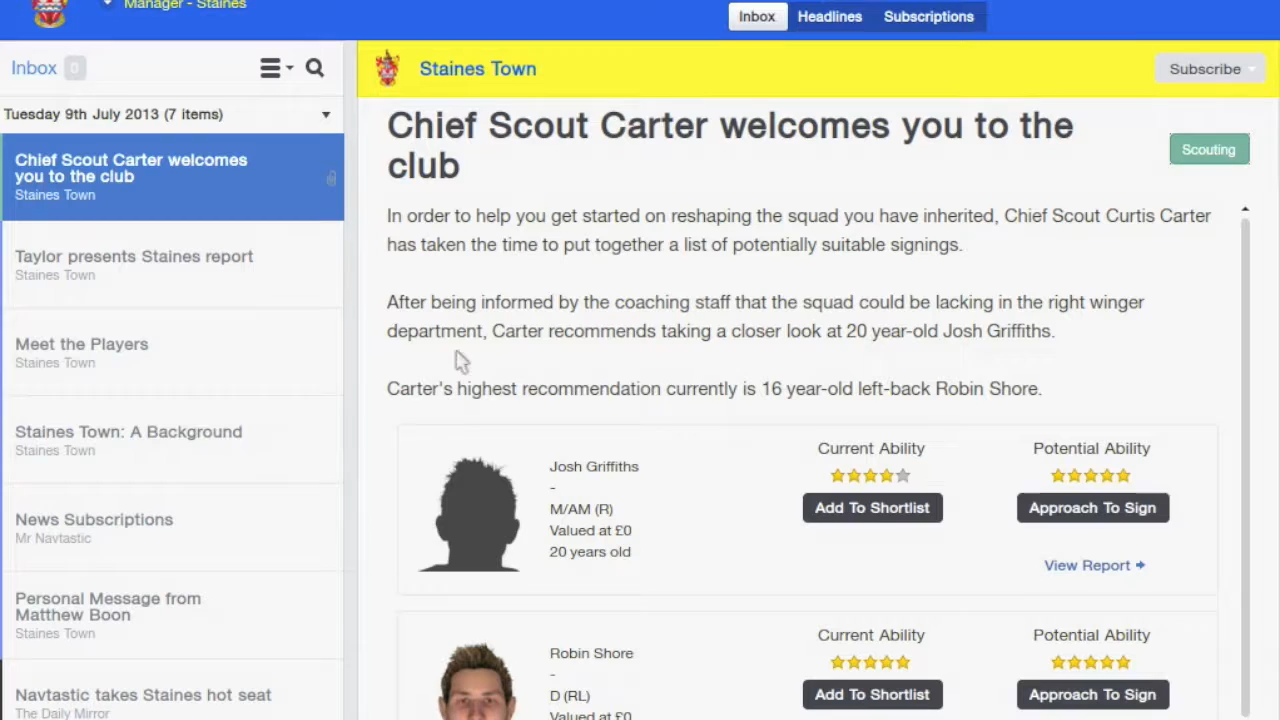 Manager - Staines
Inbox
Headlines
Subscriptions
Inbox 0
Tuesday 9th July 2013 (7 items)
Chief Scout Carter welcomes
you to the club
Staines Town
Taylor presents Staines report
Staines Town
Meet the Players
Staines Town
Staines Town: A Background
Staines Town
News Subscriptions
Mr Navtastic
Personal Message from
Matthew Boon
Staines Town
Navtastic takes Staines hot seat
The Daily Mirror
Staines Town
Subscribe
Chief Scout Carter welcomes you to the
club
Scouting
In order to help you get started on reshaping the squad you have inherited, Chief Scout Curtis Carter
has taken the time to put together a list of potentially suitable signings.
After being informed by the coaching staff that the squad could be lacking in the right winger
department, Carter recommends taking a closer look at 20 year-old Josh Griffiths.
Carter's highest recommendation currently is 16 year-old left-back Robin Shore.
Josh Griffiths
-
M/AM (R)
Valued at £0
20 years old
Current Ability
Add To Shortlist
Potential Ability
Approach To Sign
View Report
Robin Shore
-
D (RL)
Valued at £0
Current Ability
Add To Shortlist
Potential Ability
Approach To Sign